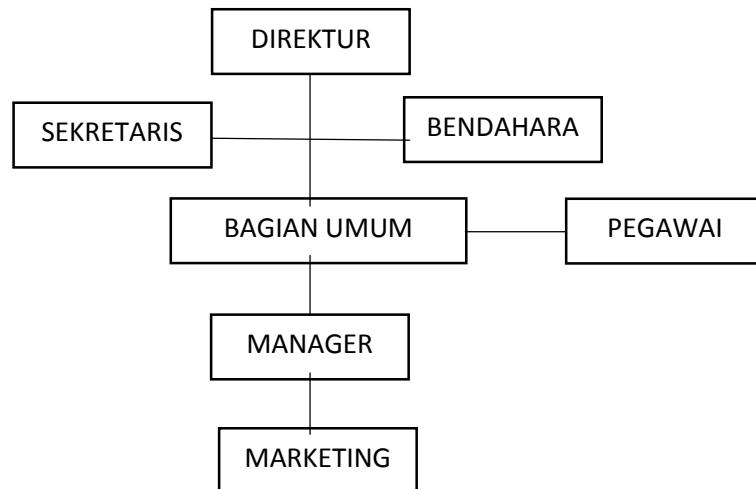 DIREKTUR
SEKRETARIS
BENDAHARA
BAGIAN UMUM
PEGAWAI
MANAGER
MARKETING